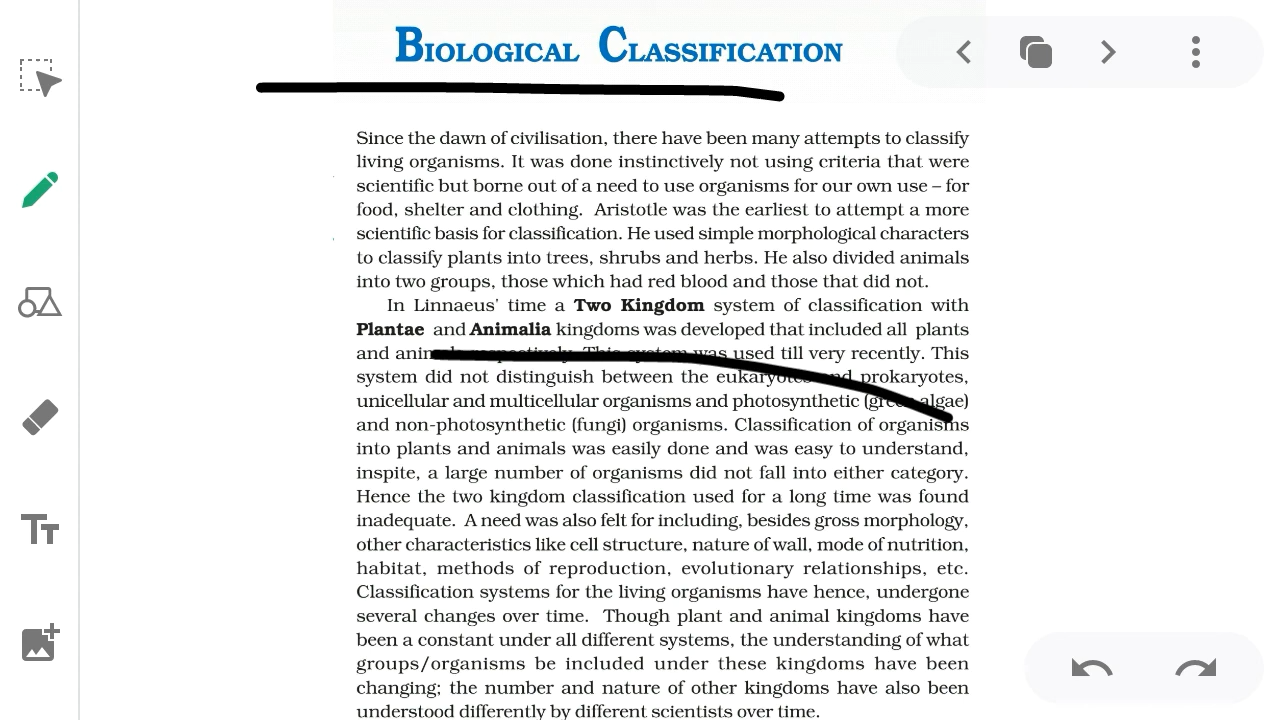 BIOLOGICAL CLASSIFICATION
Since the dawn of civilisation, there have been many attempts to classify
living organisms. It was done instinctively not using criteria that were
scientific but borne out of a need to use organisms for our own use – for
food, shelter and clothing. Aristotle was the earliest to attempt a more
scientific basis for classification. He used simple morphological characters
to classify plants into trees, shrubs and herbs. He also divided animals
into two groups, those which had red blood and those that did not.
In Linnaeus' time a Two Kingdom system of classification with
Plantae and Animalia kingdoms was developed that included all plants
and animals respectively. This system was used till very recently. This
system did not distinguish between the eukaryotes and prokaryotes,
unicellular and multicellular organisms and photosynthetic (green algae)
and non-photosynthetic (fungi) organisms. Classification of organisms
into plants and animals was easily done and was easy to understand,
inspite, a large number of organisms did not fall into either category.
Hence the two kingdom classification used for a long time was found
inadequate. A need was also felt for including, besides gross morphology,
other characteristics like cell structure, nature of wall, mode of nutrition,
habitat, methods of reproduction, evolutionary relationships, etc.
Classification systems for the living organisms have hence, undergone
several changes over time. Though plant and animal kingdoms have
been a constant under all different systems, the understanding of what
groups/organisms be included under these kingdoms have been
changing; the number and nature of other kingdoms have also been
understood differently by different scientists over time.
Tт